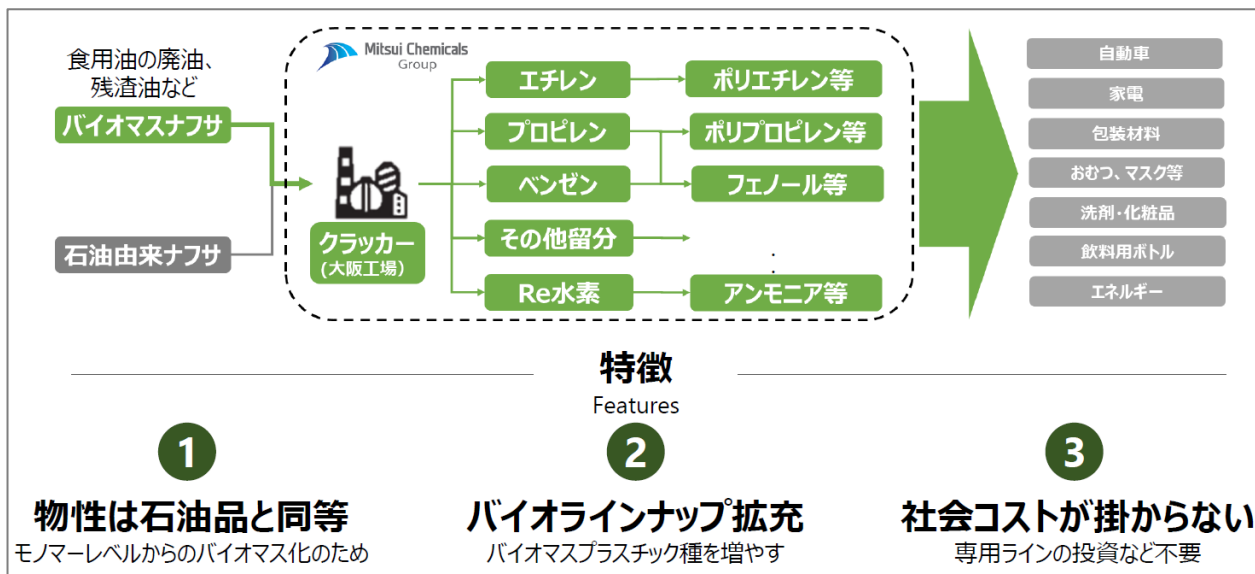 食用油の廃油、
残渣油など
バイオマスナフサ
石油由来ナフサ
Mitsui Chemicals
Group
クラッカー
(大阪工場)
エチレン
ポリエチレン等
プロピレン
ポリプロピレン等
ベンゼン
フェノール等
その他留分
Re水素
アンモニア等
自動車
家電
包装材料
おむつ、マスク等
洗剤・化粧品
飲料用ボトル
エネルギー
特徴
Features
1
物性は石油品と同等
モノマーレベルからのバイオマス化のため
2
バイオラインナップ拡充
バイオマスプラスチック種を増やす
3
社会コストが掛からない
専用ラインの投資など不要